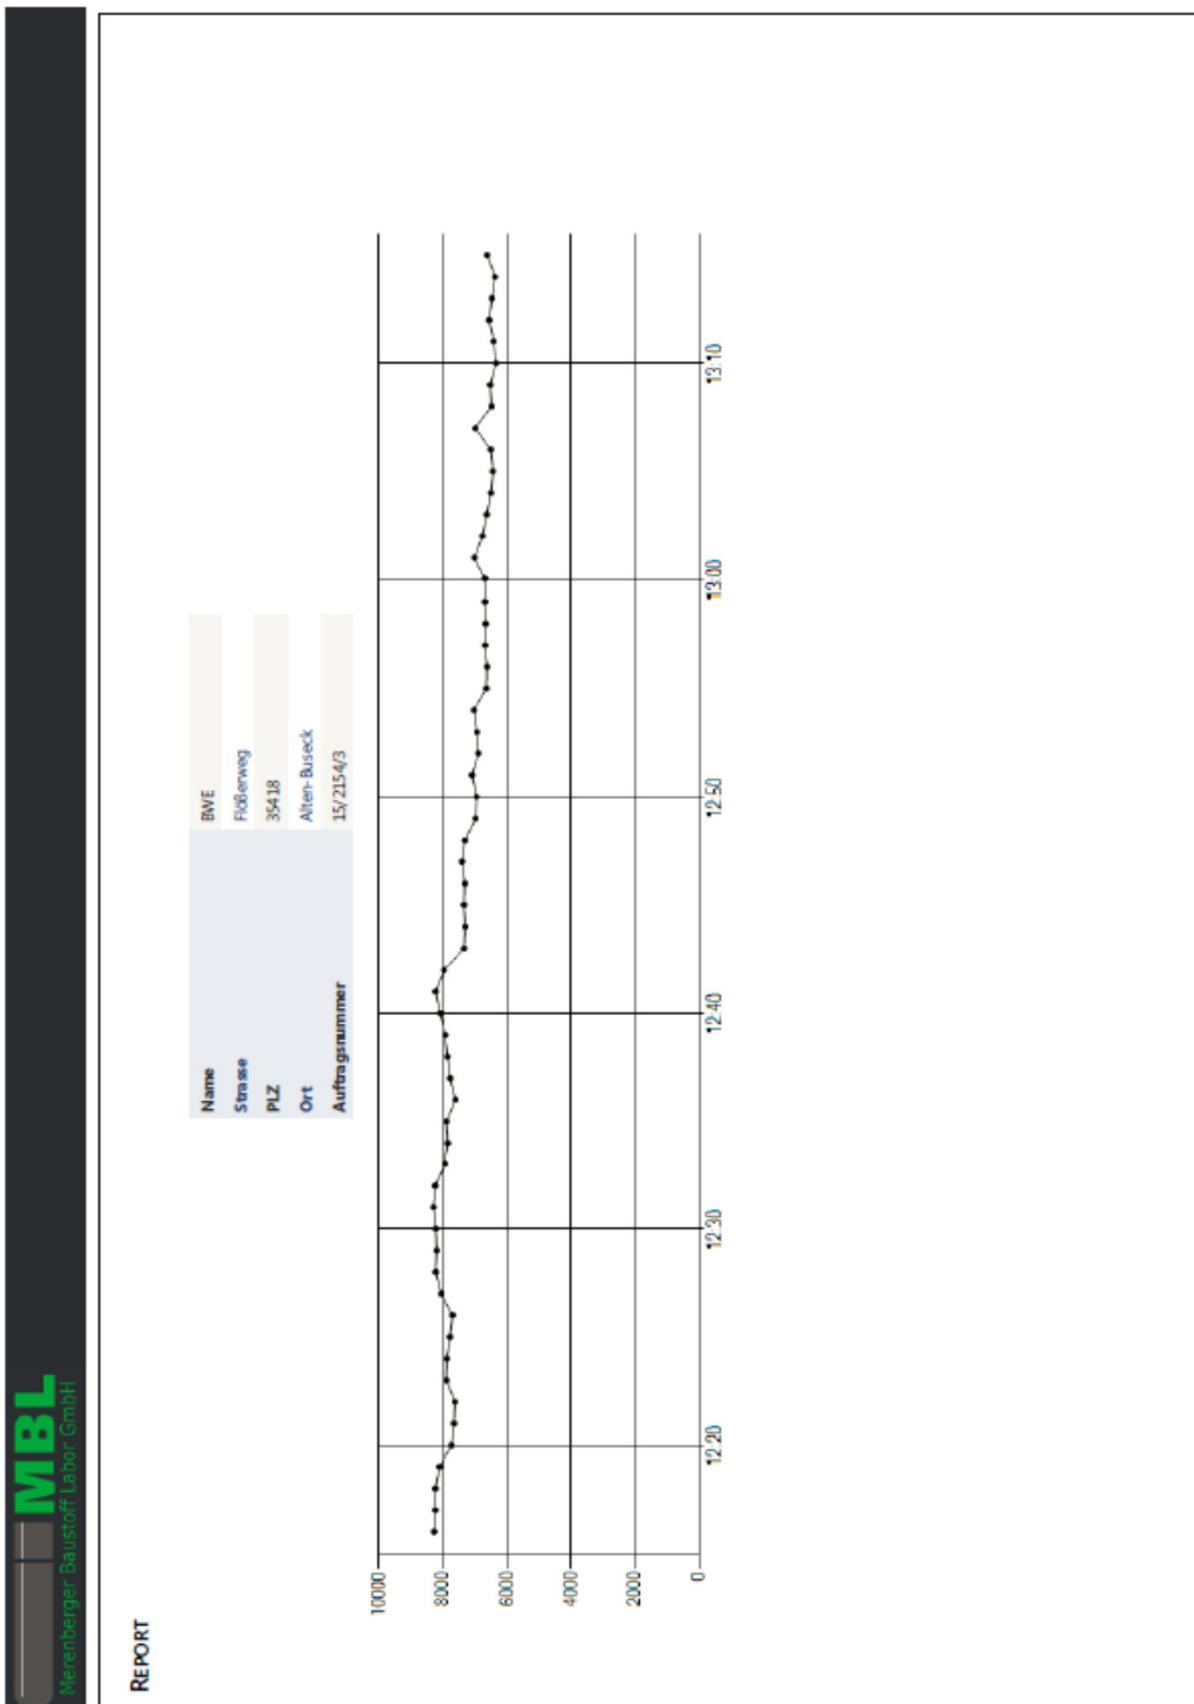 MBL
Merenberger Baustoff Labor GmbH
REPORT
Name BWE
Strasse Flößerweg
PLZ 35418
Ort Alten-Buseck
Auftragsnummer 15/2154/3
10000
8000
6000
4000
2000
0
12:20 12:30 12:40 12:50 13:00 13:10